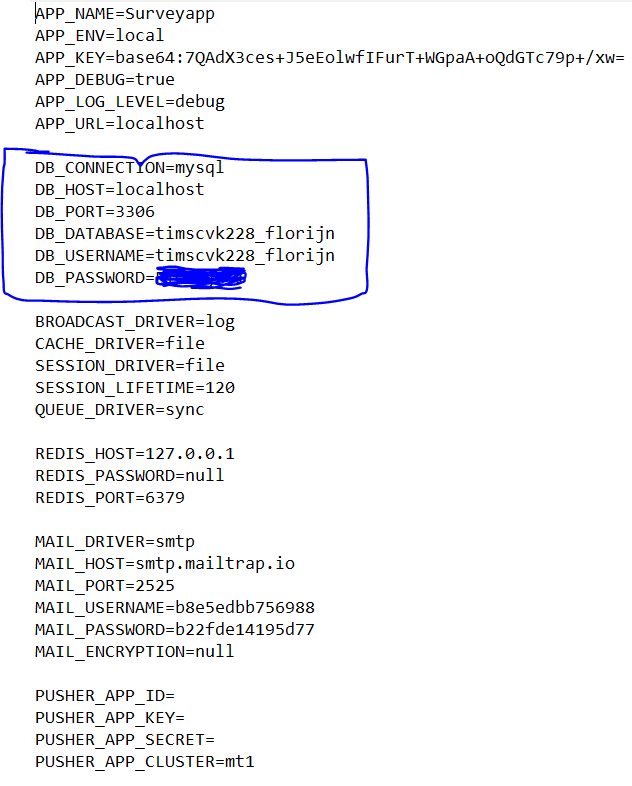 APP_NAME=Surveyapp
APP_ENV=local
APP_KEY=base64:7QAdX3ces+J5eEolwfIFurT+WGpaA+oQdGTc79p+/xw=
APP_DEBUG=true
APP_LOG_LEVEL=debug
APP_URL=localhost
DB_CONNECTION=mysql
DB_HOST=localhost
DB_PORT=3306
DB_DATABASE=timscvk228_florijn
DB_USERNAME=timscvk228_florijn
DB_PASSWORD=
BROADCAST_DRIVER=log
CACHE_DRIVER=file
SESSION_DRIVER=file
SESSION_LIFETIME=120
QUEUE_DRIVER=sync
REDIS_HOST=127.0.0.1
REDIS_PASSWORD=null
REDIS_PORT=6379
MAIL_DRIVER=smtp
MAIL_HOST=smtp.mailtrap.io
MAIL_PORT=2525
MAIL_USERNAME=b8e5edbb756988
MAIL_PASSWORD=b22fde14195d77
MAIL_ENCRYPTION=null
PUSHER_APP_ID=
PUSHER_APP_KEY=
PUSHER_APP_SECRET=
PUSHER_APP_CLUSTER=mt1